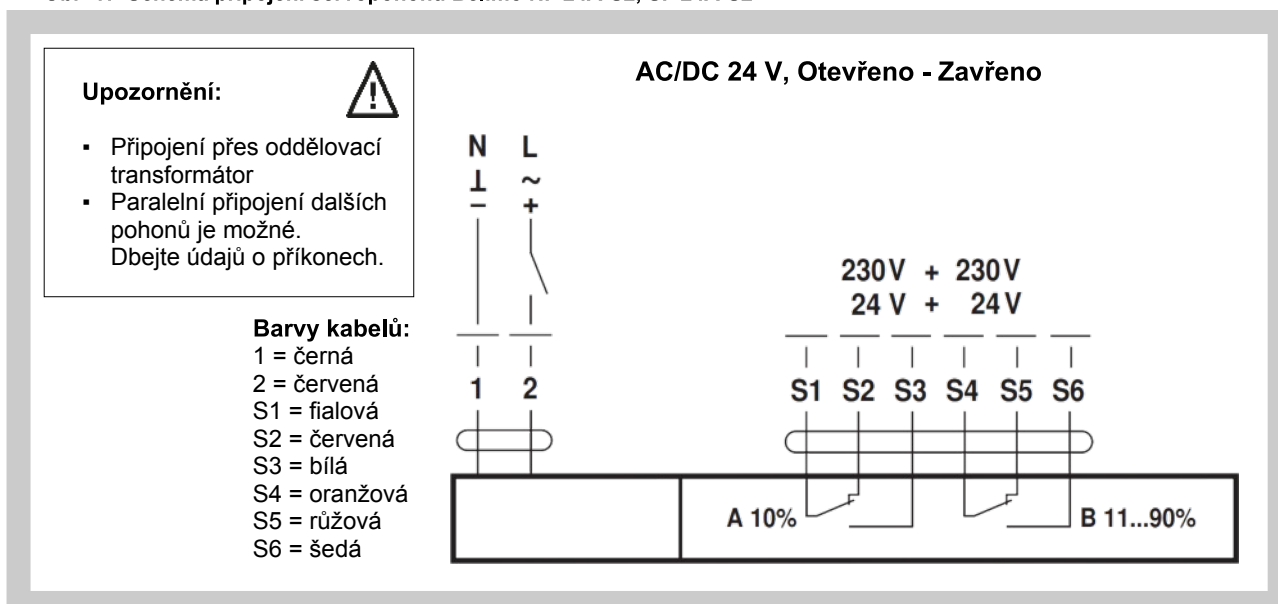 Upozornění:
▪ Připojení přes oddělovací
transformátor
▪ Paralelní připojení dalších
pohonů je možné.
Dbejte údajů o příkonech.
AC/DC 24 V, Otevřeno - Zavřeno
N L
⊥ ~
– +
230V + 230V
24 V + 24V
Barvy kabelů:
1 = černá
2 = červená
S1 = fialová
S2 = červená
S3 = bílá
S4 = oranžová
S5 = růžová
S6 = šedá
1 2
S1 S2 S3 S4 S5 S6
A 10%
B 11...90%